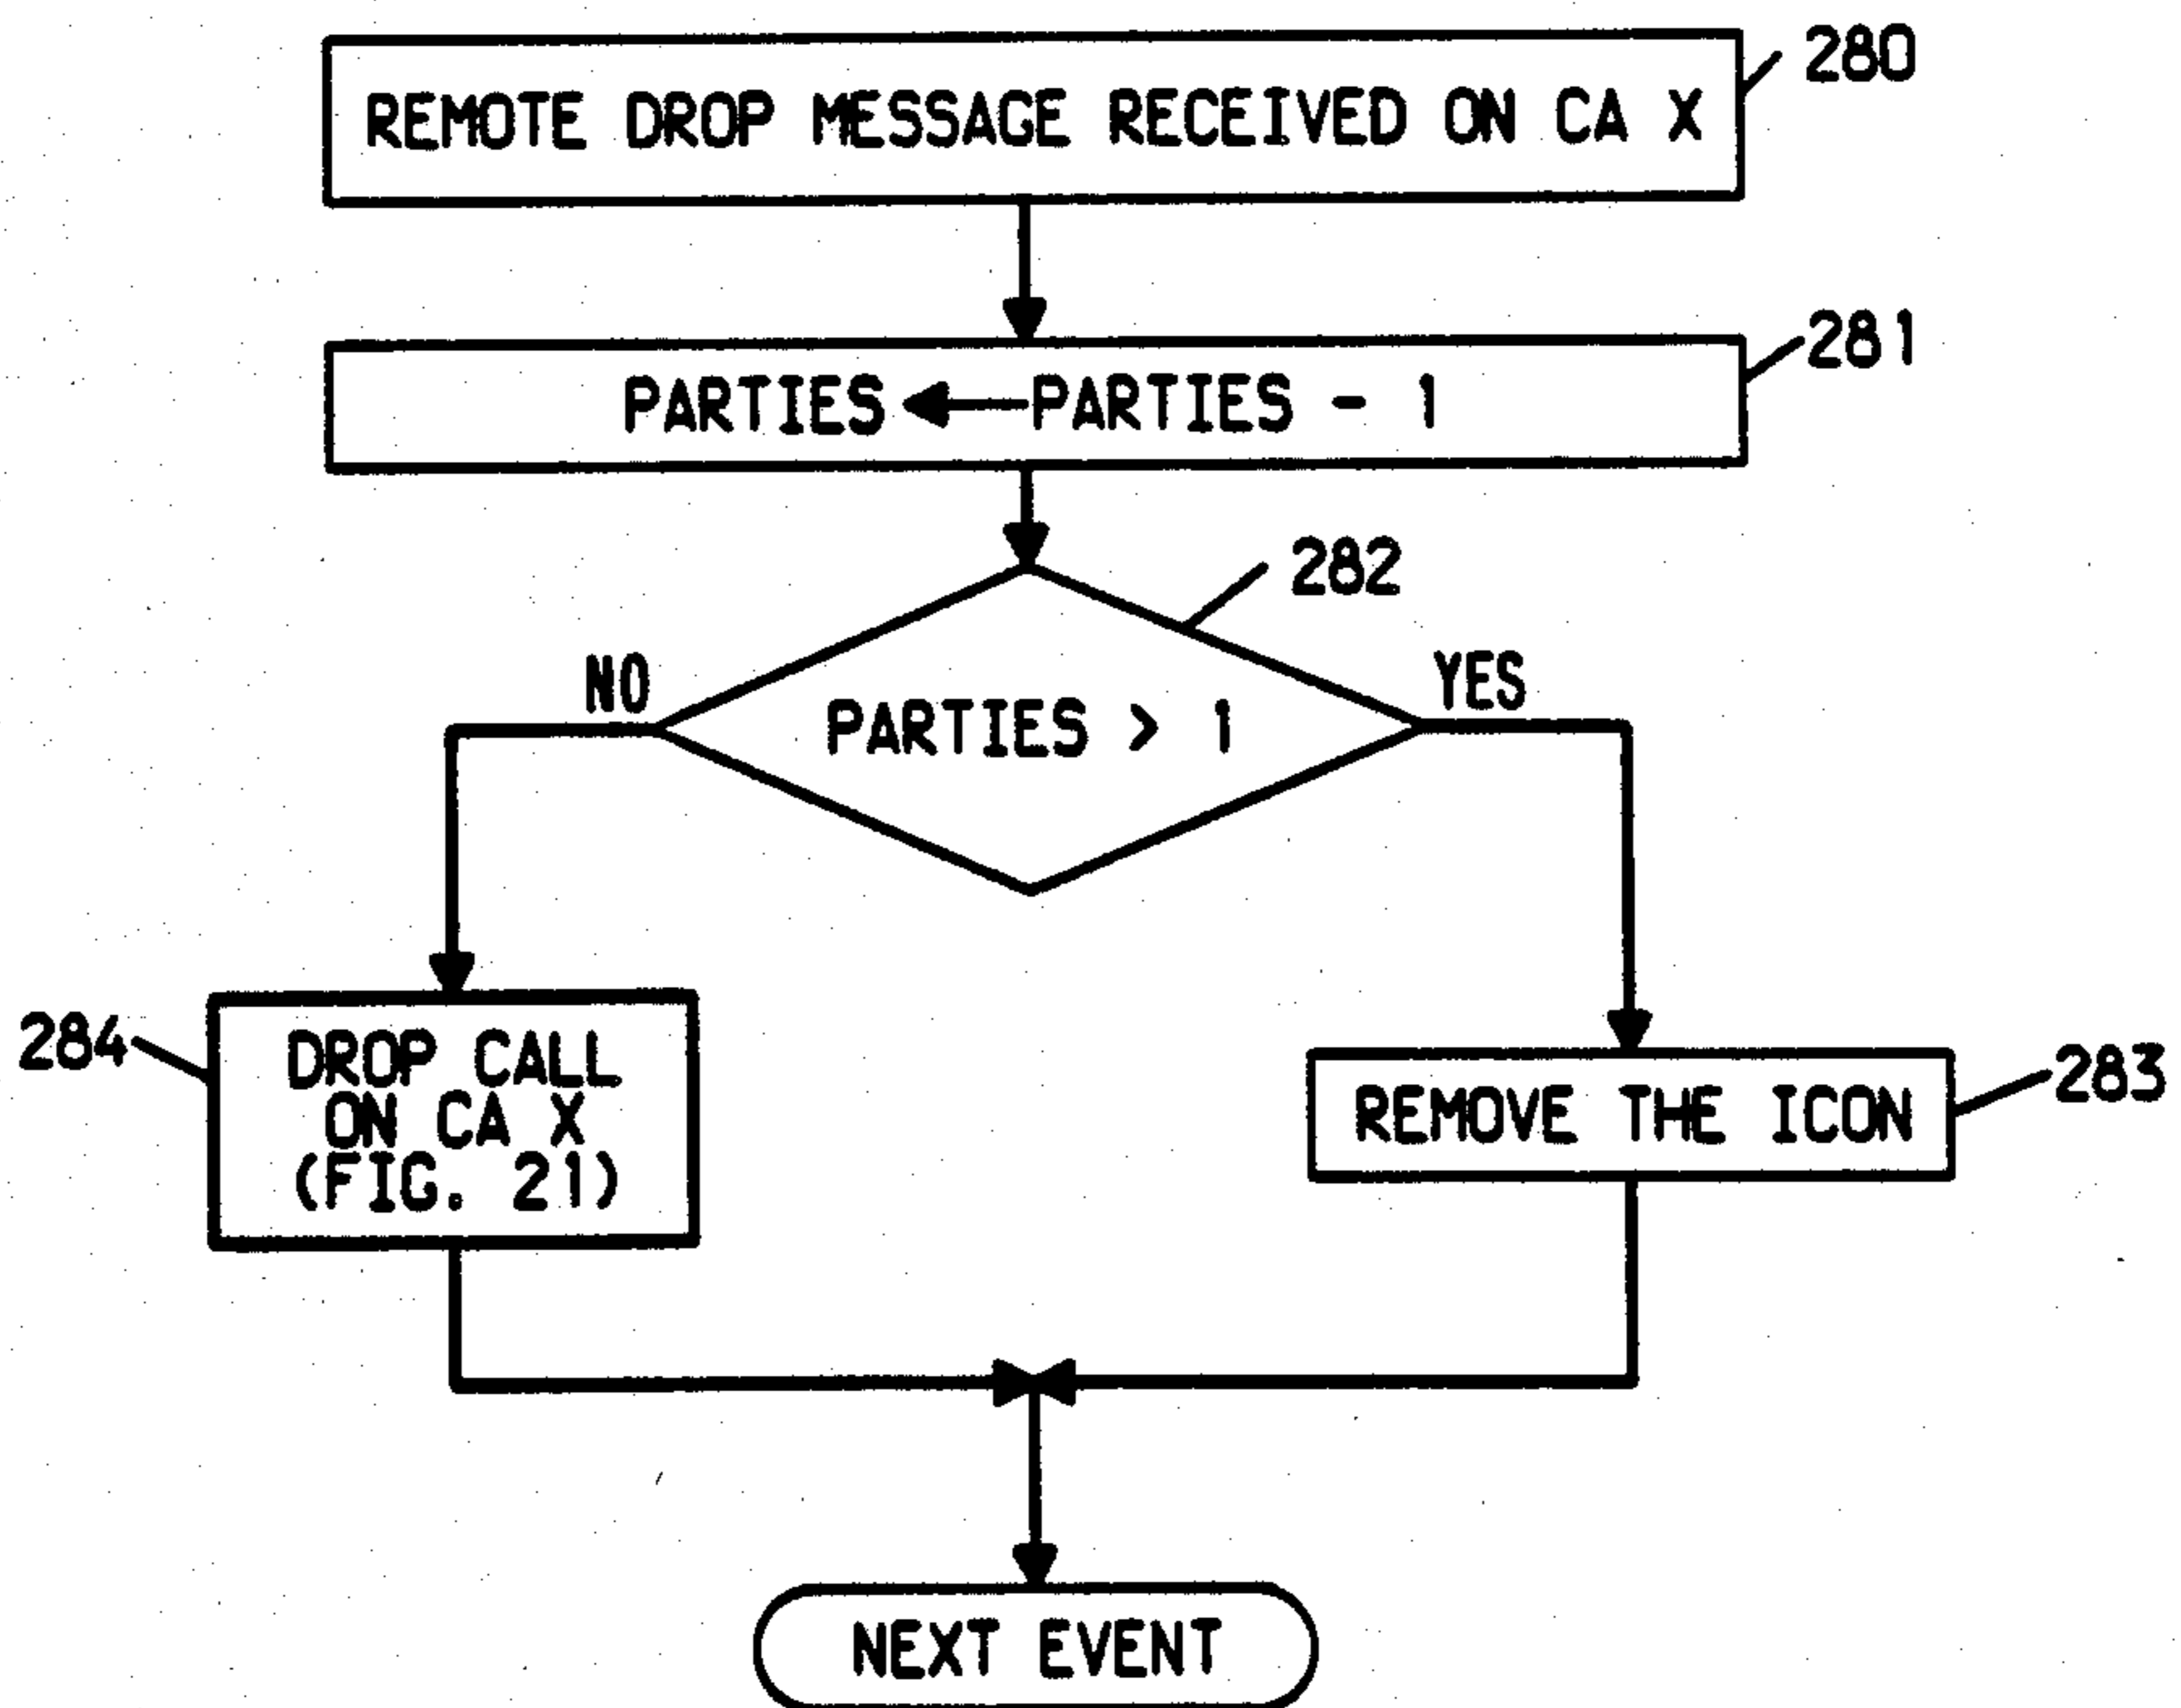 REMOTE DROP MESSAGE RECEIVED ON CA X
280
PARTIES ← PARTIES - 1
281
282
NO
YES
PARTIES > 1
284
DROP CALL
ON CA X
(FIG. 21)
REMOVE THE ICON
283
NEXT EVENT